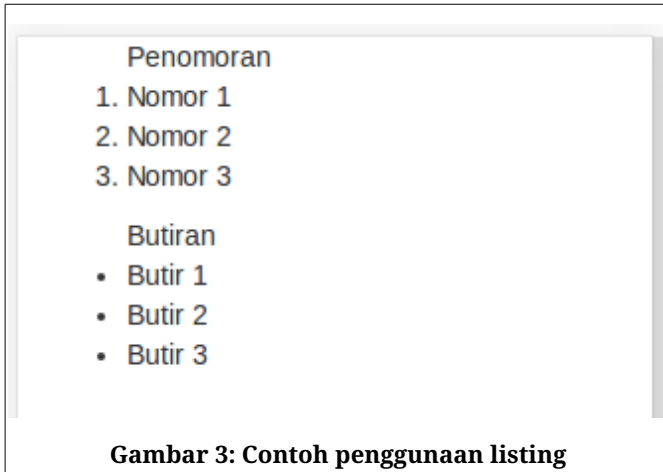 Penomoran
1. Nomor 1
2. Nomor 2
3. Nomor 3
Butiran
• Butir 1
• Butir 2
• Butir 3
Gambar 3: Contoh penggunaan listing